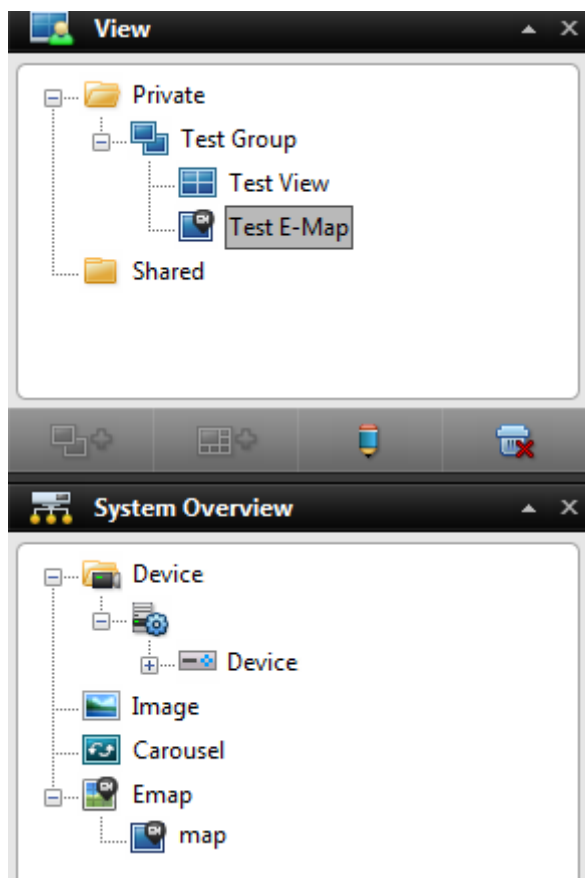 View
Private
Test Group
Test View
Test E-Map
Shared
System Overview
Device
Device
Image
Carousel
Emap
map